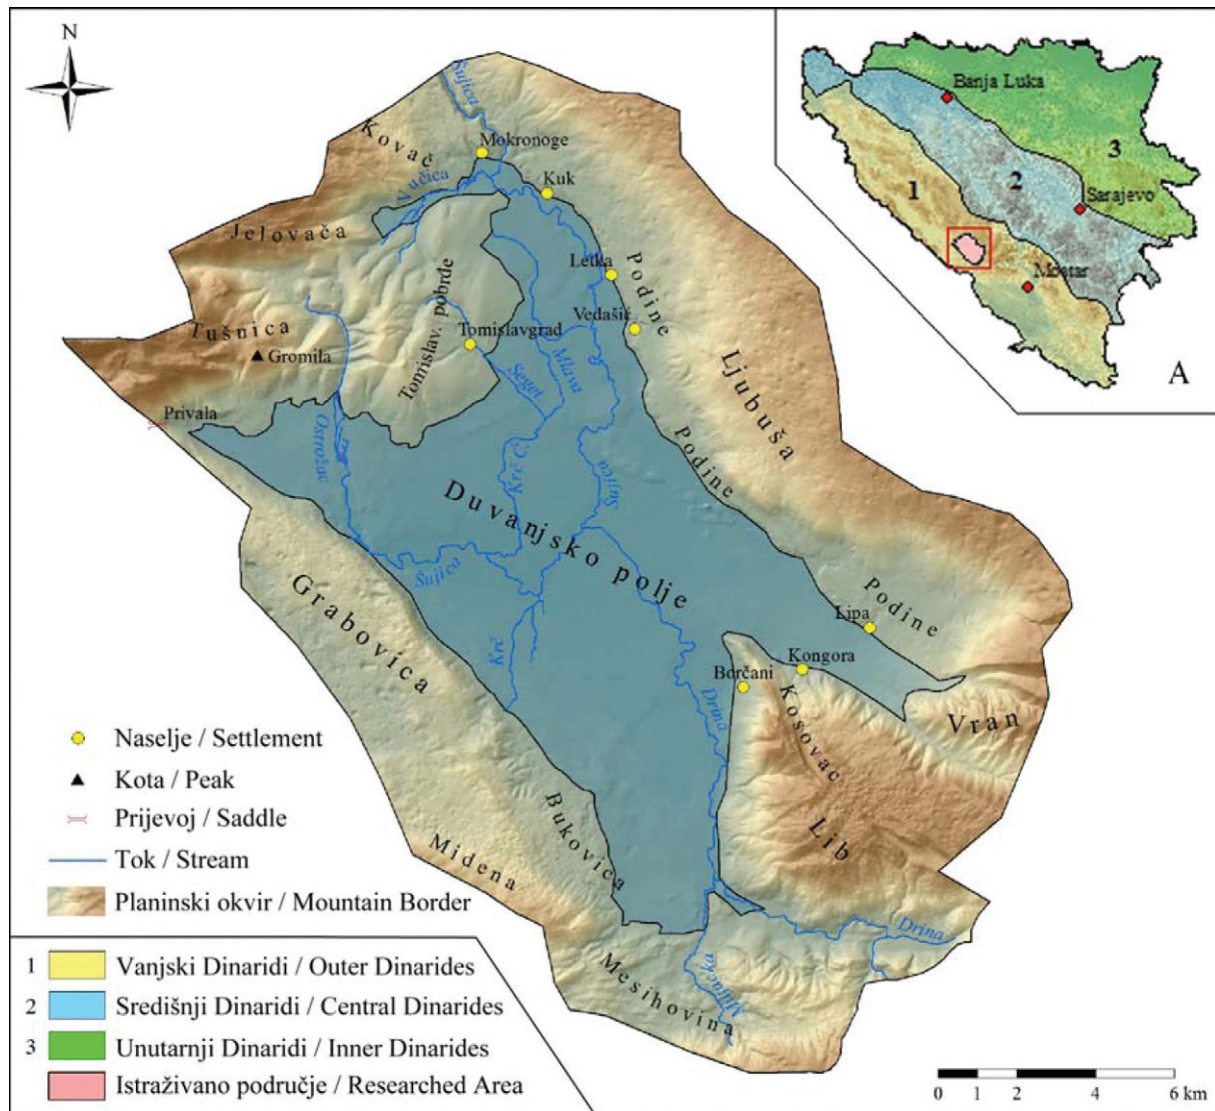 N
Šujica
Kovač
Mokronoge
Vučica
Kuk
Jelovača
Letka
Podine
Tomislav. pobrđe
Vedašić
Tušnica
Tomislavgrad
Gromila
Mlava
Ljubuša
Seget
Privala
Ostrožac
Krč Č.
Šujica
Podine
Duvanjsko polje
Šujica
Grabovica
Podine
Lipa
Krč
Kongora
Borčani
Kosovac
Drina
Vran
Bukovica
Lib
Midena
Drina
Miljacka
Mesihovina
Banja Luka
3
1
2
Sarajevo
Mostar
A
Naselje / Settlement
Kota / Peak
Prijevoj / Saddle
Tok / Stream
Planinski okvir / Mountain Border
1 Vanjski Dinaridi / Outer Dinarides
2 Središnji Dinaridi / Central Dinarides
3 Unutarnji Dinaridi / Inner Dinarides
Istraživano područje / Researched Area
0 1 2 4 6 km